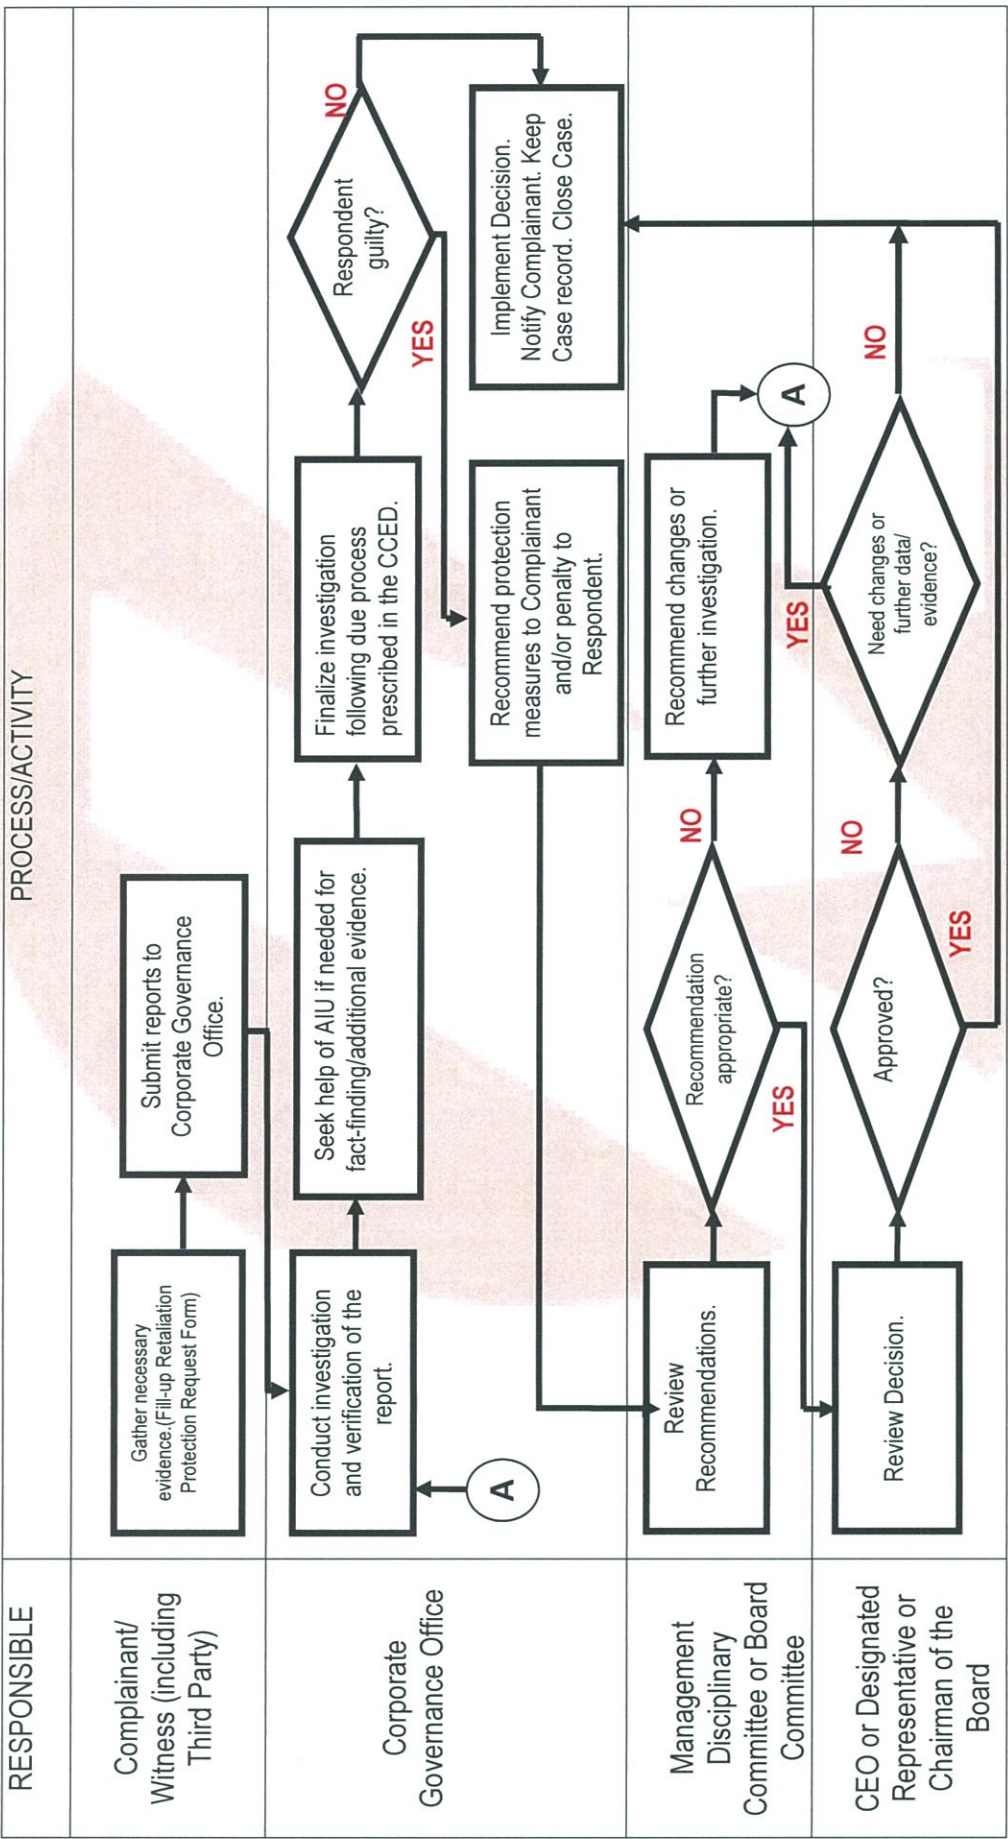 RESPONSIBLE
PROCESS/ACTIVITY
Complainant/
Witness (including
Third Party)
Gather necessary
evidence.(Fill-up Retaliation
Protection Request Form)
Submit reports to
Corporate Governance
Office.
Corporate
Governance Office
Conduct investigation
and verification of the
report.
Seek help of AIU if needed for
fact-finding/additional evidence.
Finalize investigation
following due process
prescribed in the CCED.
Respondent
guilty?
NO
YES
A
Recommend protection
measures to Complainant
and/or penalty to
Respondent.
Implement Decision.
Notify Complainant. Keep
Case record. Close Case.
Management
Disciplinary
Committee or Board
Committee
Review
Recommendations.
Recommendation
appropriate?
NO
YES
Recommend changes or
further investigation.
A
CEO or Designated
Representative or
Chairman of the
Board
Review Decision.
Approved?
NO
YES
Need changes or
further data/
evidence?
YES
NO